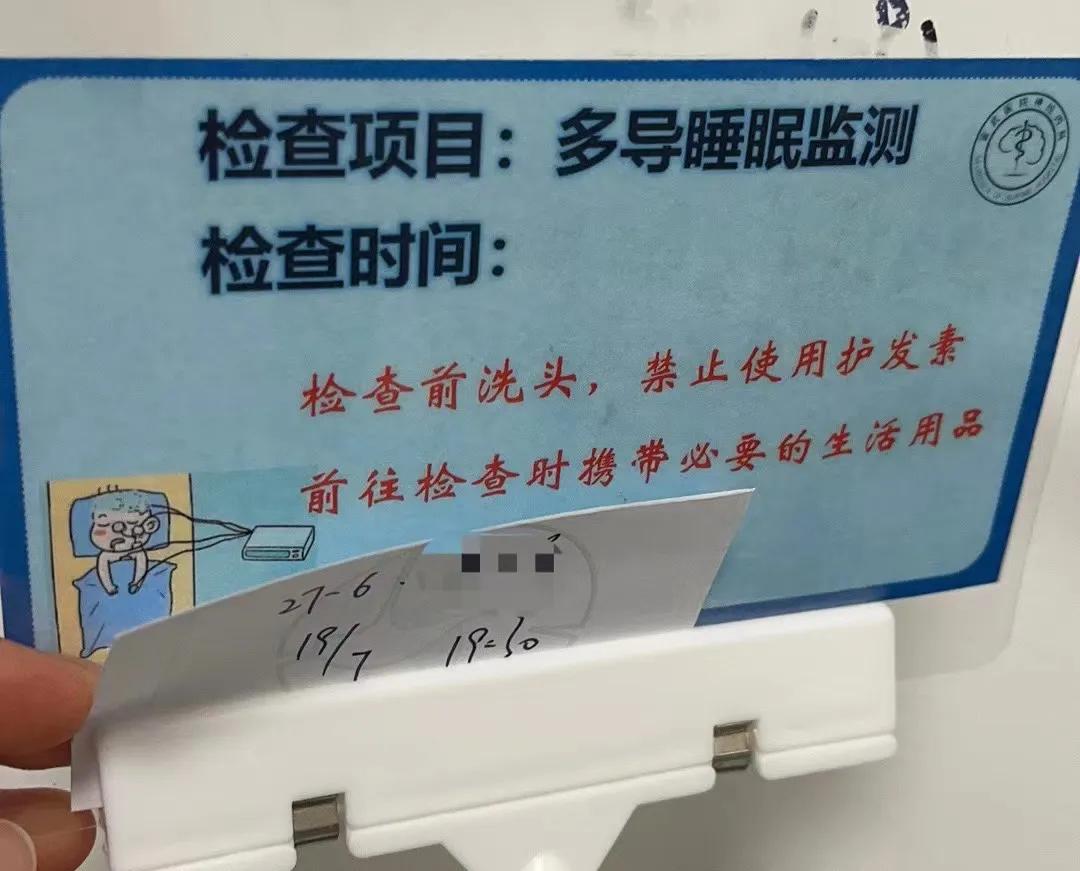 检查项目：多导睡眠监测
检查时间：
检查前洗头，禁止使用护发素
前往检查时携带必要的生活用品
27-6
19/7 19:30